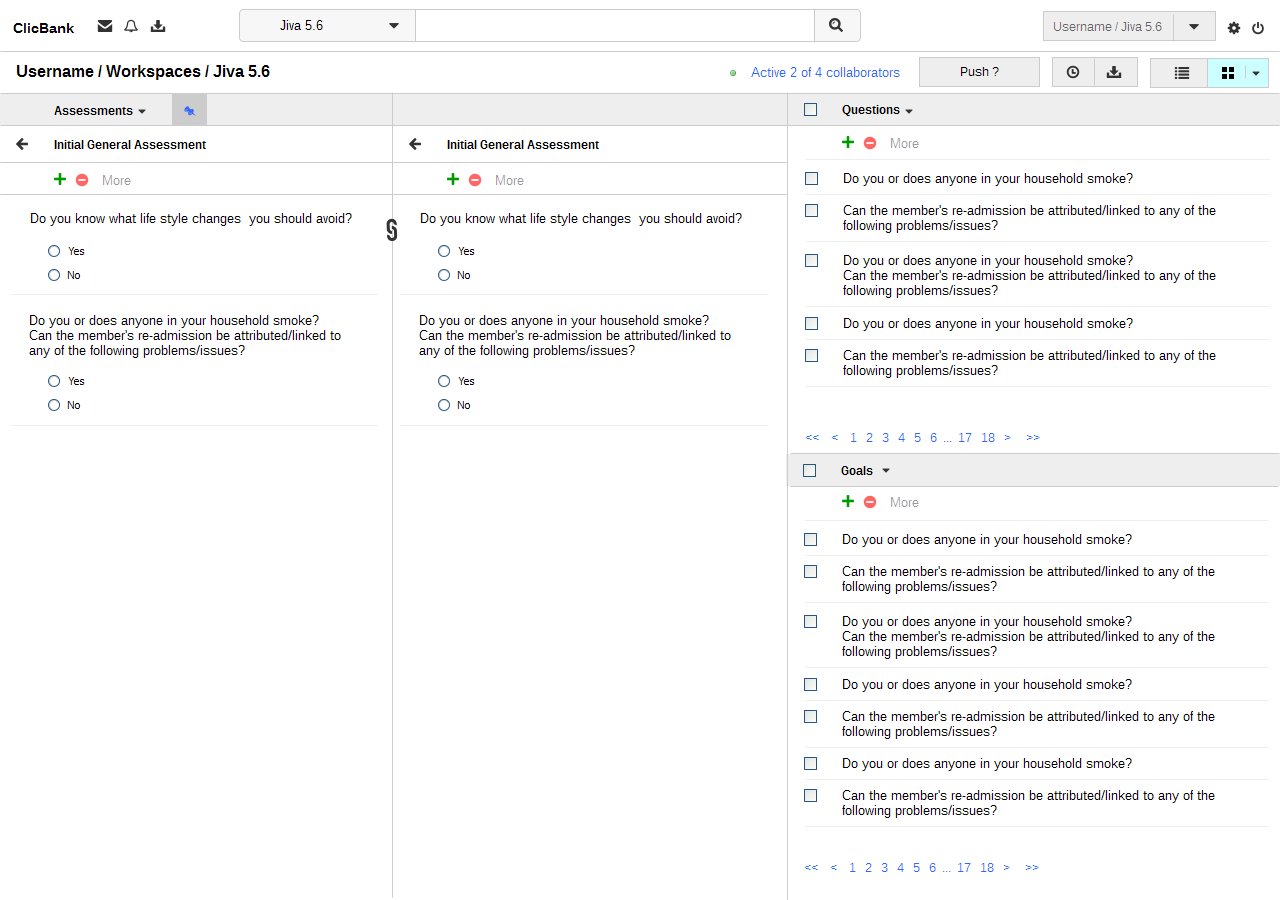 ClicBank
Jiva 5.6
Username / Jiva 5.6
Username / Workspaces / Jiva 5.6
Active 2 of 4 collaborators
Push ?
Assessments
Initial General Assessment
More
Do you know what life style changes  you should avoid?
Yes
No
Do you or does anyone in your household smoke?
Can the member's re-admission be attributed/linked to
any of the following problems/issues?
Yes
No
Initial General Assessment
More
Do you know what life style changes  you should avoid?
Yes
No
Do you or does anyone in your household smoke?
Can the member's re-admission be attributed/linked to
any of the following problems/issues?
Yes
No
Questions
More
Do you or does anyone in your household smoke?
Can the member's re-admission be attributed/linked to any of the
following problems/issues?
Do you or does anyone in your household smoke?
Can the member's re-admission be attributed/linked to any of the
following problems/issues?
Do you or does anyone in your household smoke?
Can the member's re-admission be attributed/linked to any of the
following problems/issues?
<< < 1 2 3 4 5 6 ... 17 18 > >>
Goals
More
Do you or does anyone in your household smoke?
Can the member's re-admission be attributed/linked to any of the
following problems/issues?
Do you or does anyone in your household smoke?
Can the member's re-admission be attributed/linked to any of the
following problems/issues?
Do you or does anyone in your household smoke?
Can the member's re-admission be attributed/linked to any of the
following problems/issues?
Do you or does anyone in your household smoke?
Can the member's re-admission be attributed/linked to any of the
following problems/issues?
<< < 1 2 3 4 5 6 ... 17 18 > >>